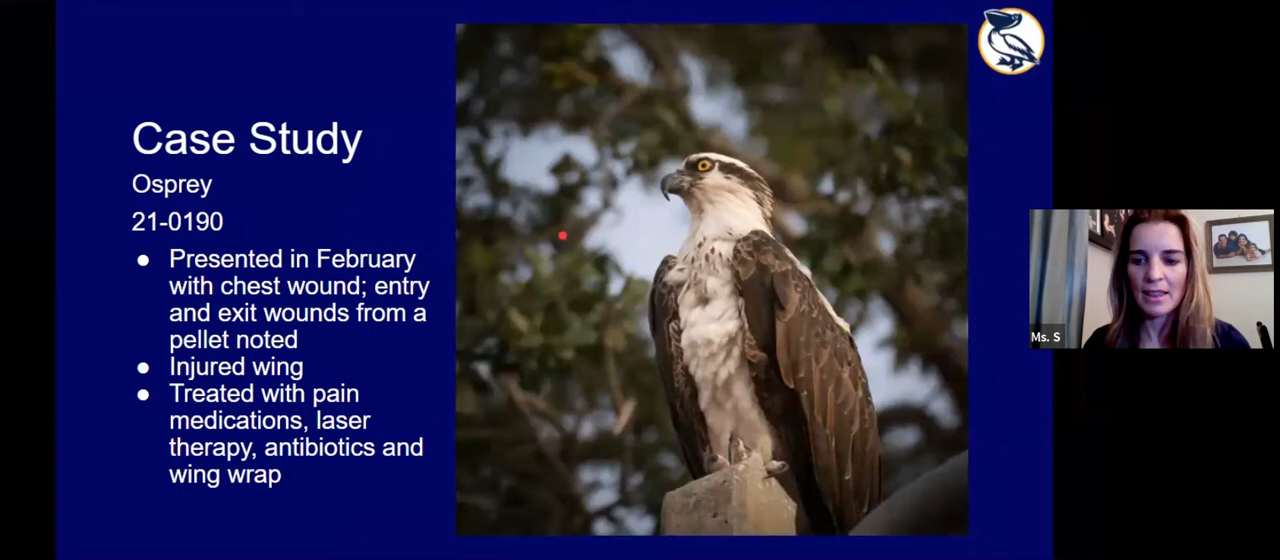 Case Study
Osprey
21-0190
● Presented in February
with chest wound; entry
and exit wounds from a
pellet noted
● Injured wing
● Treated with pain
medications, laser
therapy, antibiotics and
wing wrap
Ms. S